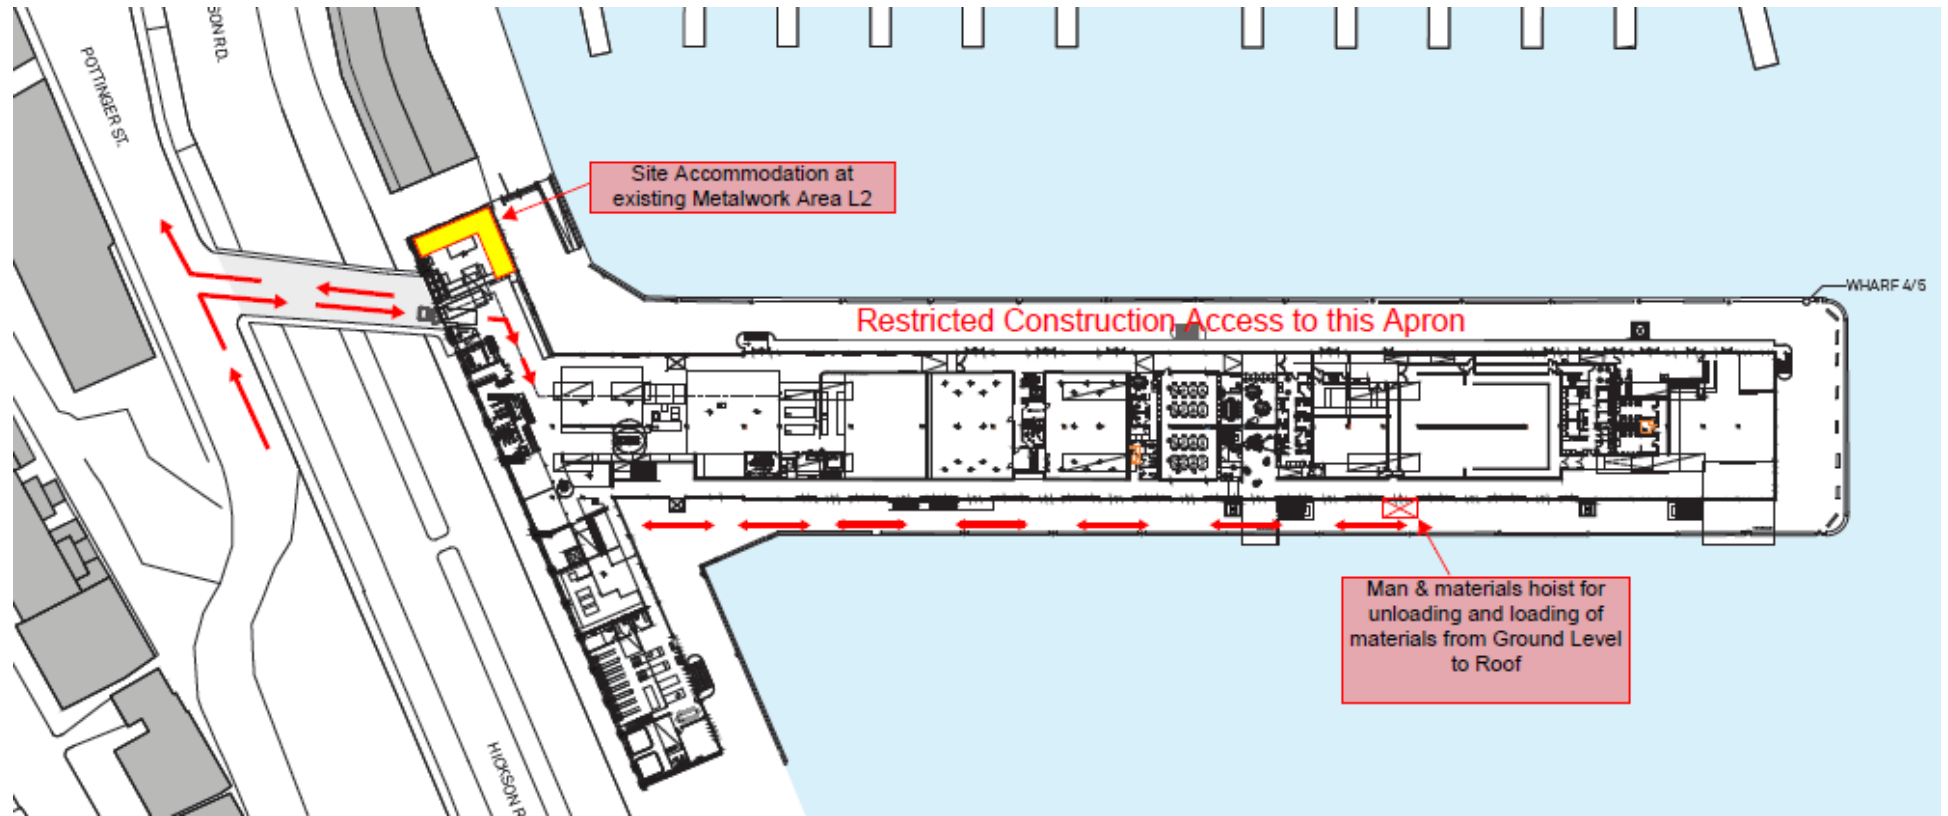 SON RD.
POTTINGER ST.
Site Accommodation at
existing Metalwork Area L2
WHARF 4/5
Restricted Construction Access to this Apron
Man & materials hoist for
unloading and loading of
materials from Ground Level
to Roof
HICKSON R